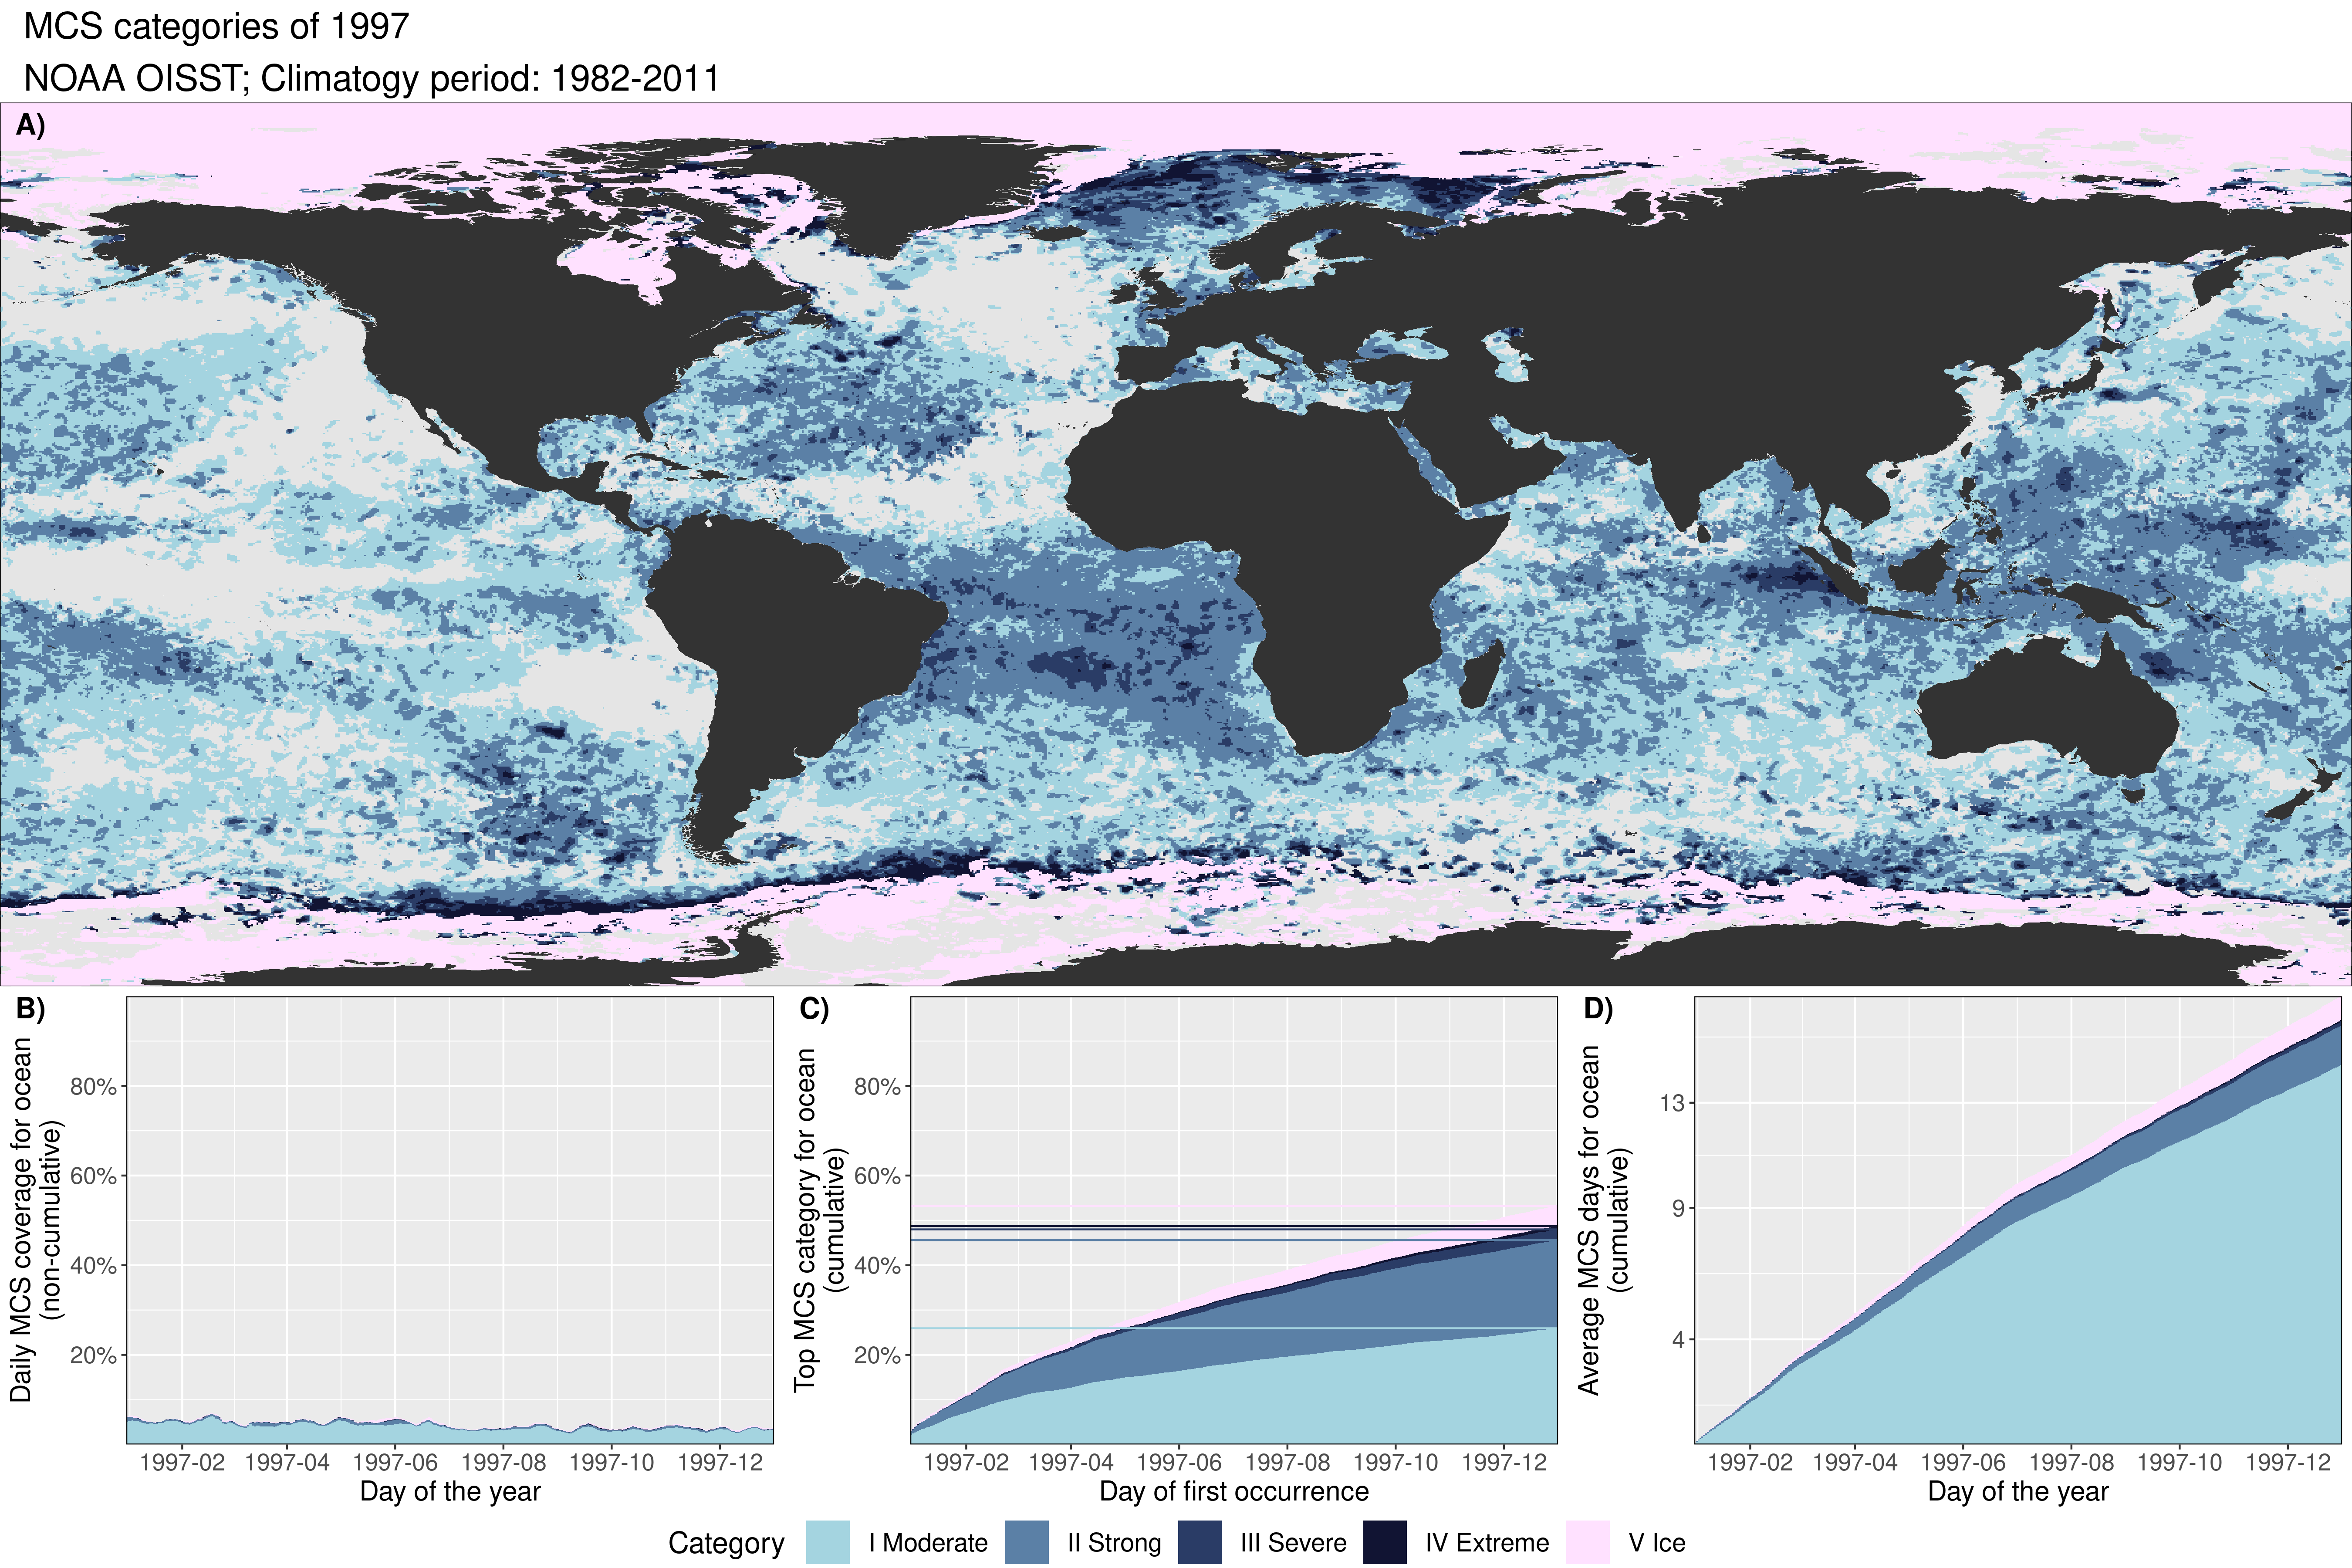 MCS categories of 1997
NOAA OISST; Climatogy period: 1982-2011
A)
B)
Daily MCS coverage for ocean
(non-cumulative)
80%
60%
40%
20%
1997-02 1997-04 1997-06 1997-08 1997-10 1997-12
Day of the year
C)
Top MCS category for ocean
(cumulative)
80%
60%
40%
20%
1997-02 1997-04 1997-06 1997-08 1997-10 1997-12
Day of first occurrence
D)
Average MCS days for ocean
(cumulative)
13
9
4
1997-02 1997-04 1997-06 1997-08 1997-10 1997-12
Day of the year
Category I Moderate II Strong III Severe IV Extreme V Ice